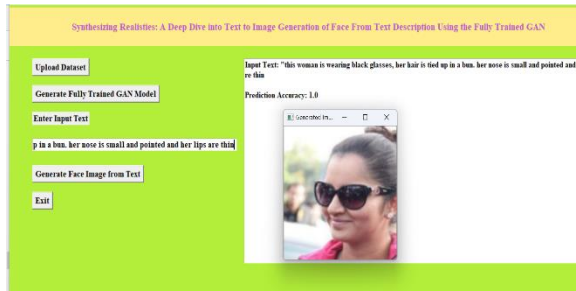 Synthesizing Realisties: A Deep Dive into Text to Image Generation of Face From Text Description Using the Fully Trained GAN
Upload Dataset
Generate Fully Trained GAN Model
Enter Input Text
p in a bun. her nose is small and pointed and her lips are thin
Generate Face Image from Text
Exit
Input Text: "this woman is wearing black glasses, her hair is tied up in a bun. her nose is small and pointed and
re thin
Prediction Accuracy: 1.0
Generated Im...